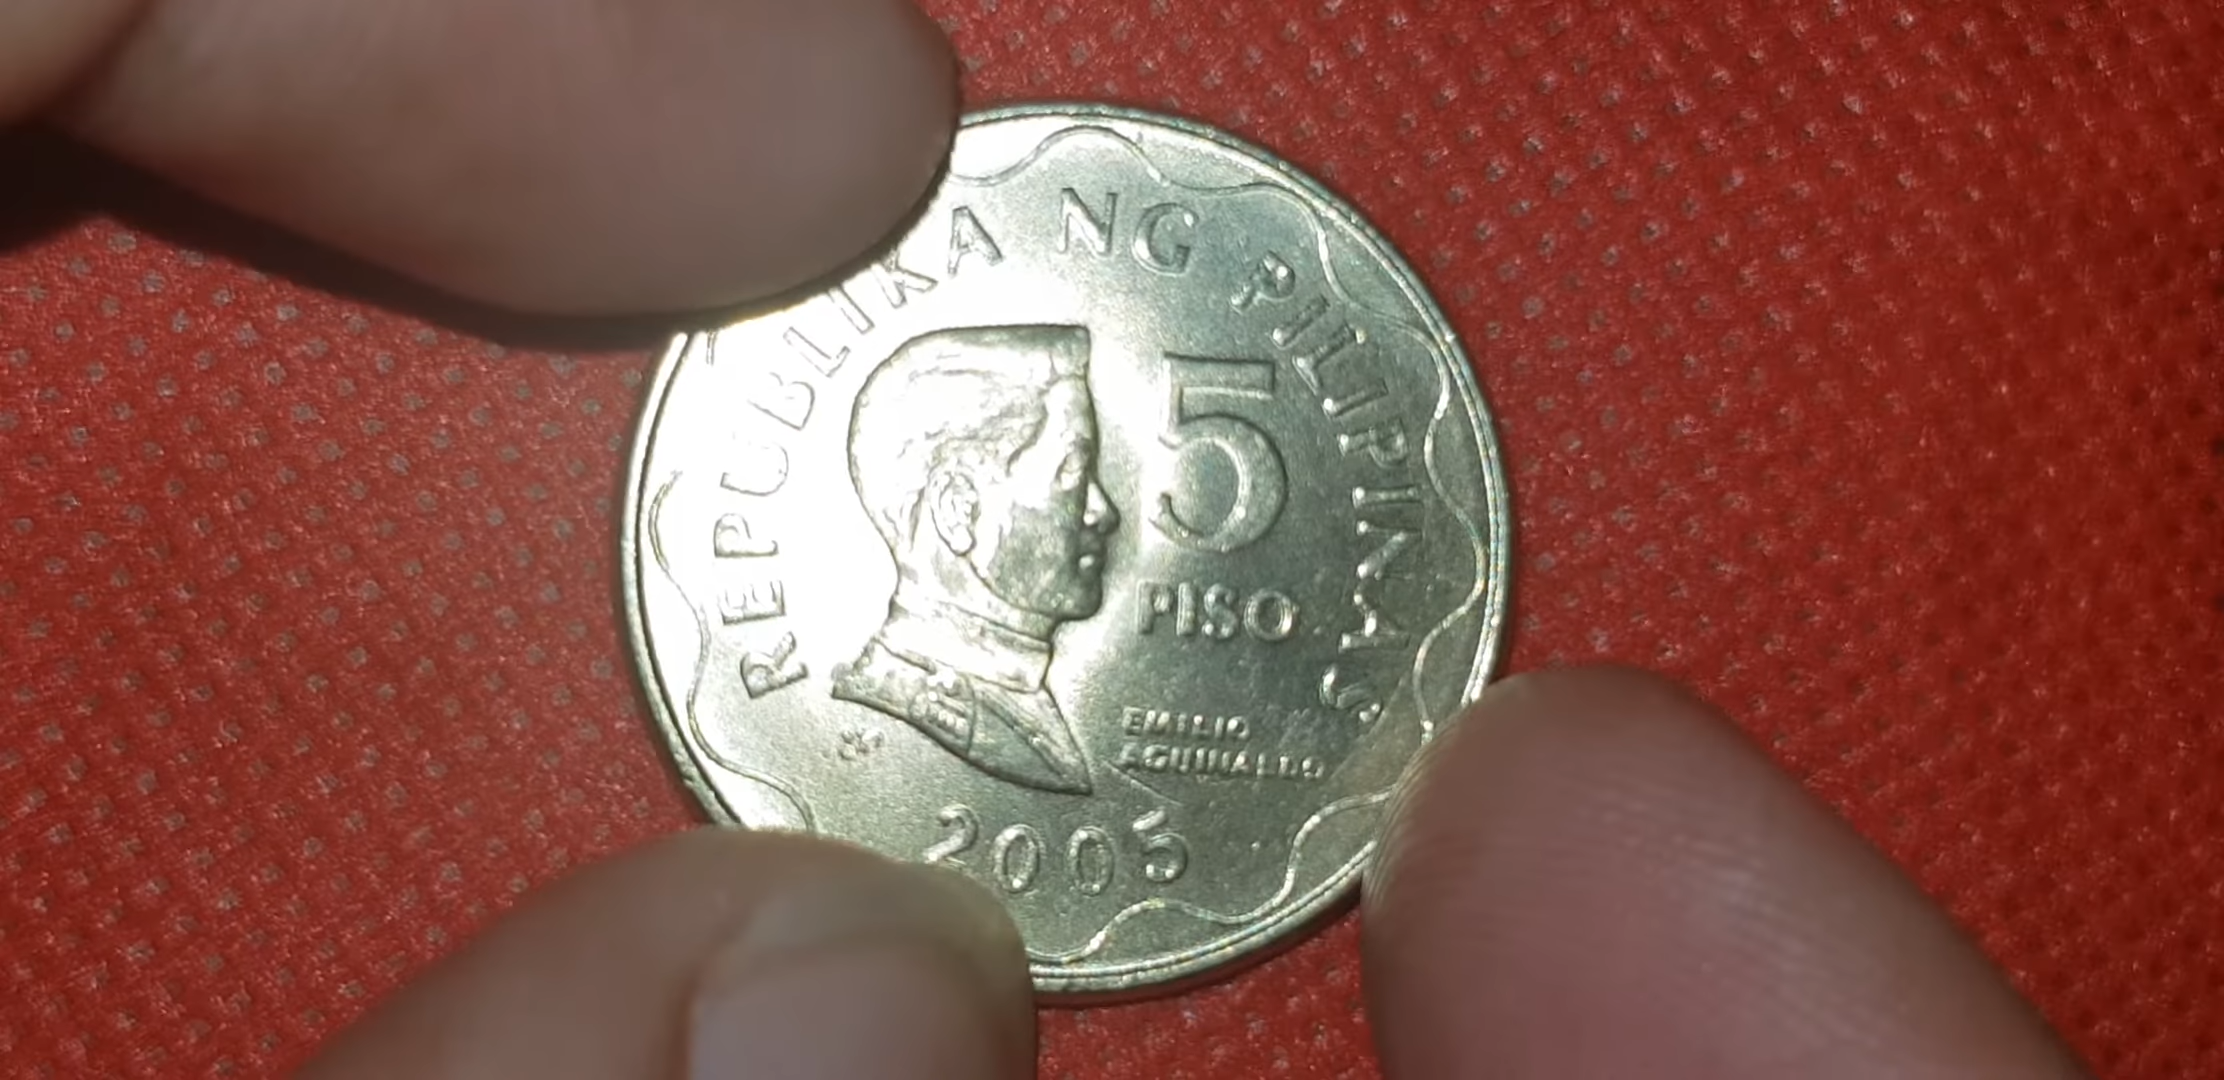 REPUBLIKA NG PILIPINAS
5
PISO
EMILIO
AGUINALDO
2005